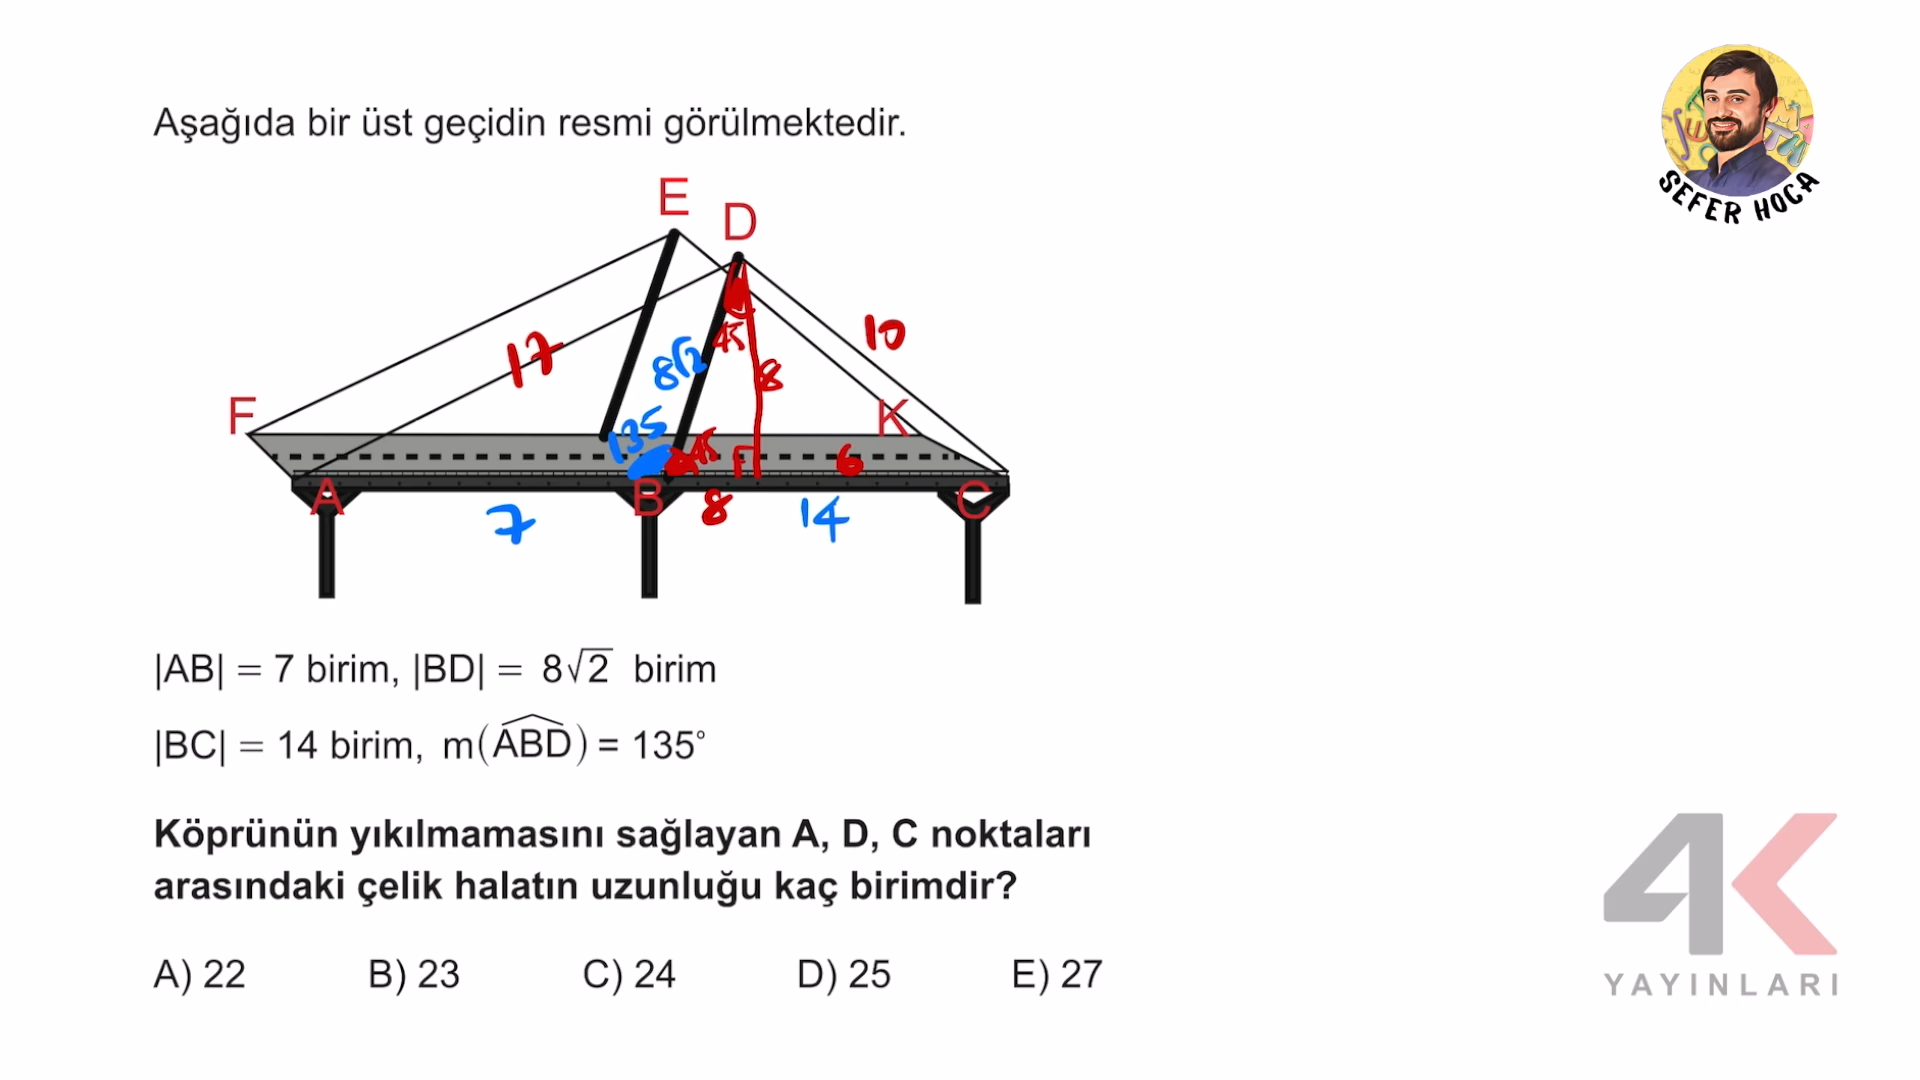 Aşağıda bir üst geçidin resmi görülmektedir.
SEFER HOCA
E
D
10
17
8√2
45
8
F
K
135
45
6
A
B
C
7
8
14
|AB| = 7 birim, |BD| = 8√2 birim
|BC| = 14 birim, m(ABD) = 135°
Köprünün yıkılmamasını sağlayan A, D, C noktaları
arasındaki çelik halatın uzunluğu kaç birimdir?
A) 22 B) 23 C) 24 D) 25 E) 27
4K
YAYINLARI